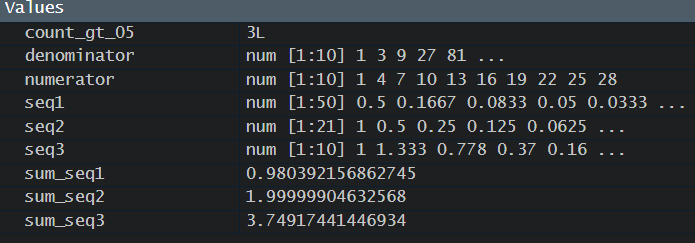 Values
count_gt_05 3L
denominator num [1:10] 1 3 9 27 81 ...
numerator num [1:10] 1 4 7 10 13 16 19 22 25 28
seq1 num [1:50] 0.5 0.1667 0.0833 0.05 0.0333 ...
seq2 num [1:21] 1 0.5 0.25 0.125 0.0625 ...
seq3 num [1:10] 1 1.333 0.778 0.37 0.16 ...
sum_seq1 0.980392156862745
sum_seq2 1.99999904632568
sum_seq3 3.74917441446934